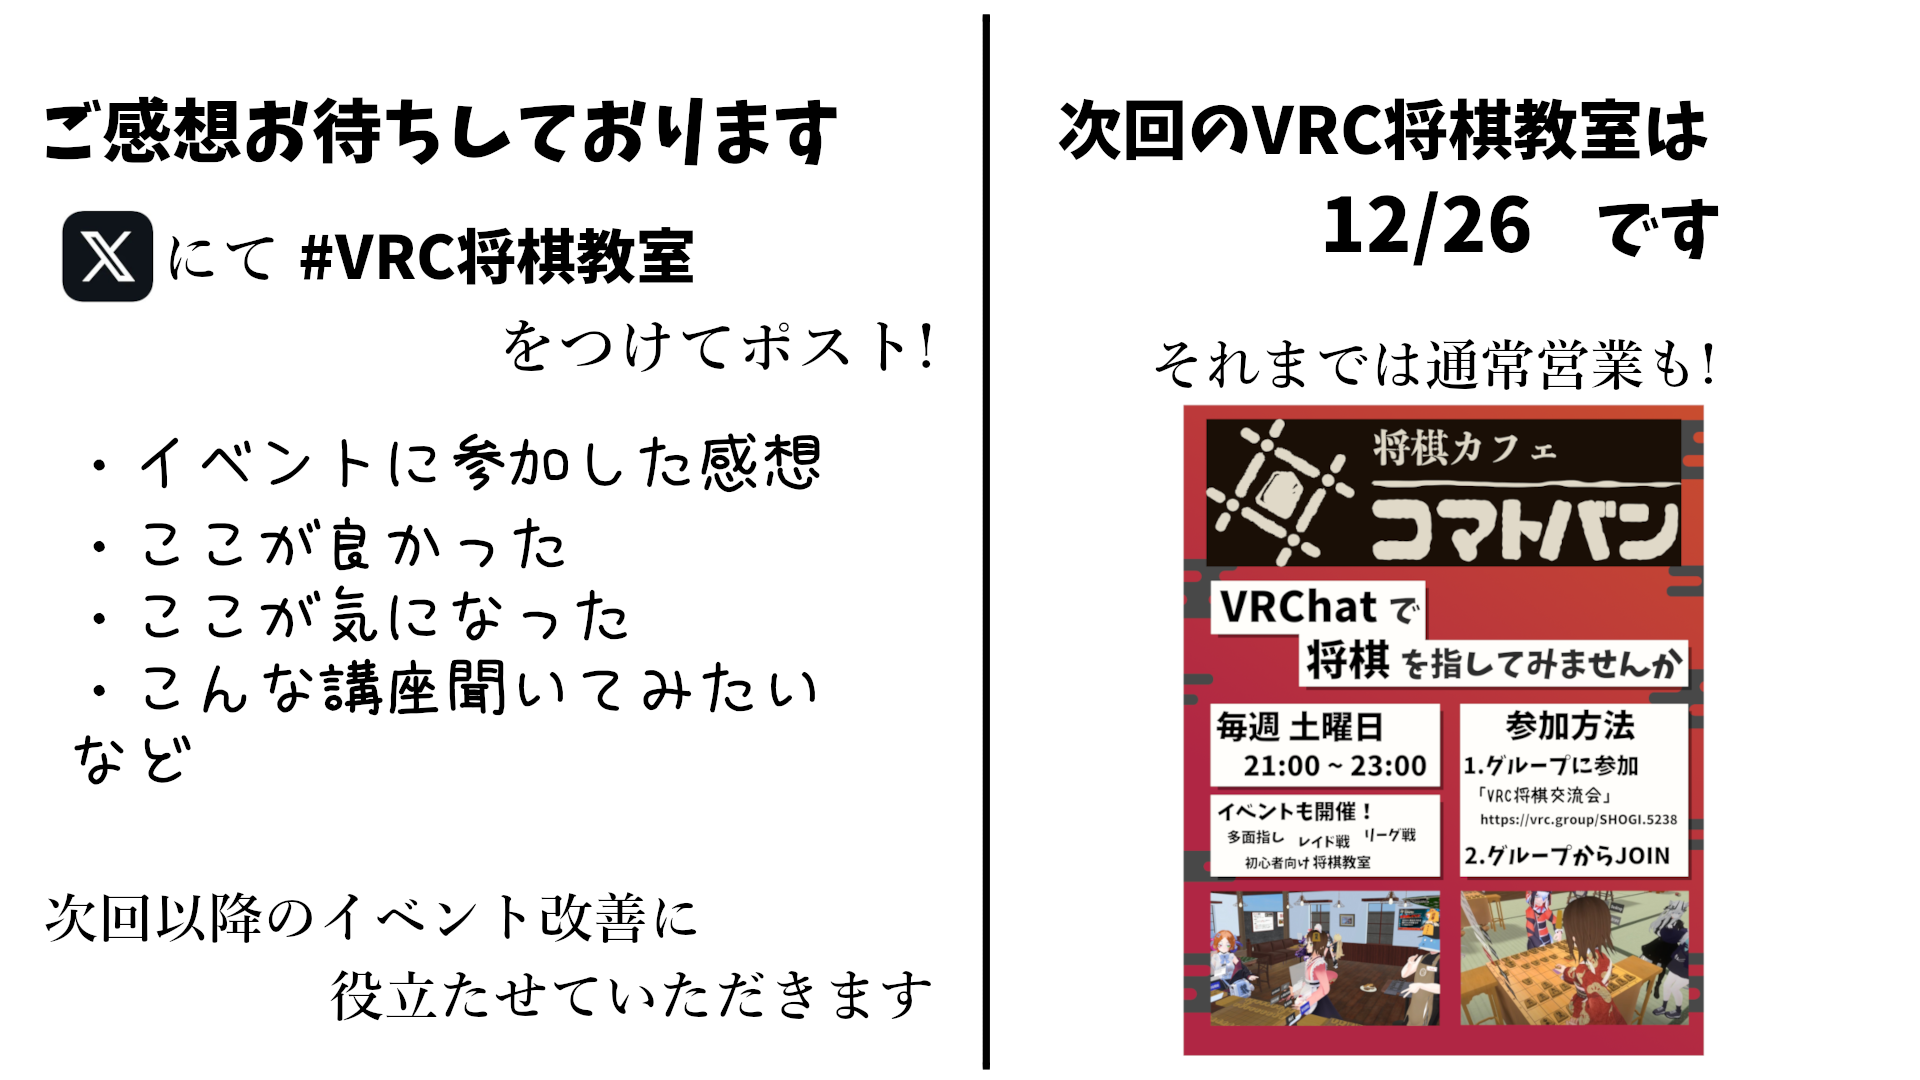 ご感想お待ちしております
X にて #VRC将棋教室
をつけてポスト!
・イベントに参加した感想
・ここが良かった
・ここが気になった
・こんな講座聞いてみたい
など
次回以降のイベント改善に
役立たせていただきます
次回のVRC将棋教室は
12/26 です
それまでは通常営業も!
将棋カフェ
コマトバン
VRChat で
将棋 を指してみませんか
毎週 土曜日
21:00 ~ 23:00
イベントも開催！
多面指し レイド戦 リーグ戦
初心者向け 将棋教室
参加方法
1.グループに参加
「VRC将棋交流会」
https://vrc.group/SHOGI.5238
2.グループからJOIN